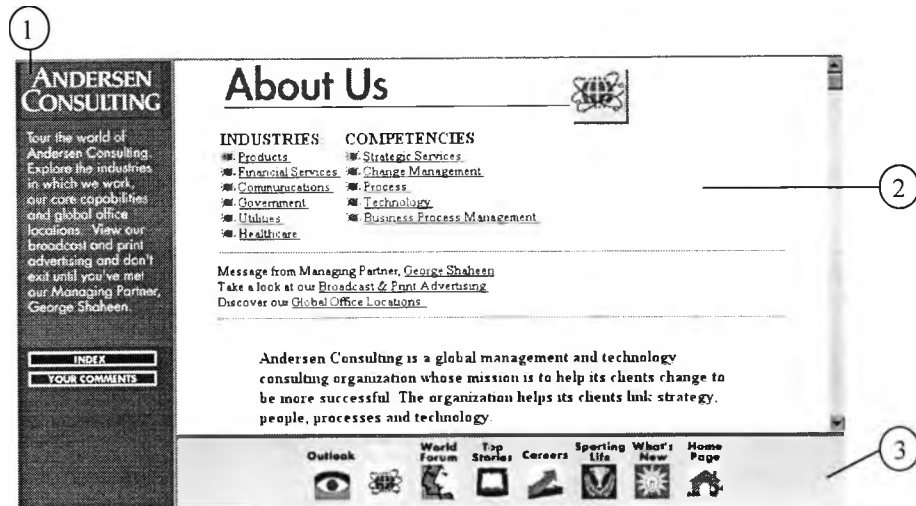 1
ANDERSEN
CONSULTING
Tour the world of
Andersen Consulting.
Explore the industries
in which we work,
our core capabilities
and global office
locations. View our
broadcast and print
advertising and don't
exit until you've met
our Managing Partner,
George Shaheen.
INDEX
YOUR COMMENTS
About Us
INDUSTRIES COMPETENCIES
Products Strategic Services
Financial Services Change Management
Communications Process
Government Technology
Utilities Business Process Management
Healthcare
Message from Managing Partner, George Shaheen
Take a look at our Broadcast & Print Advertising
Discover our Global Office Locations
Andersen Consulting is a global management and technology
consulting organization whose mission is to help its clients change to
be more successful. The organization helps its clients link strategy,
people, processes and technology.
2
Outlook World Forum Top Stories Careers Sporting Life What's New Home Page
3